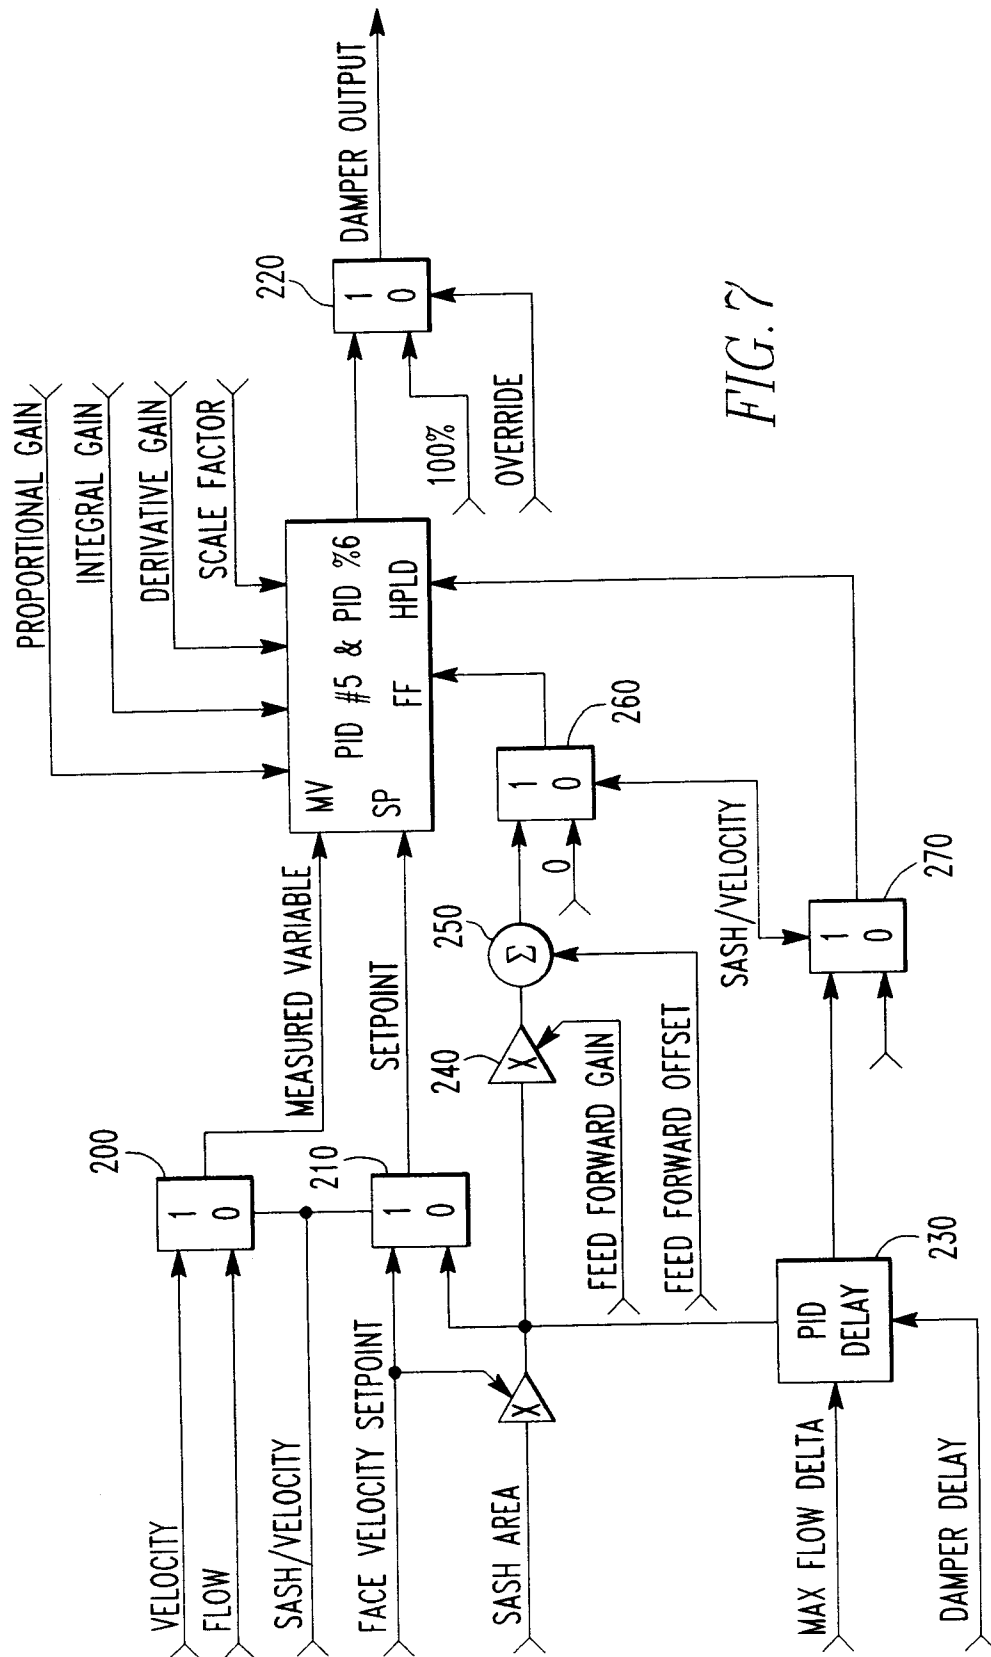 PROPORTIONAL GAIN
INTEGRAL GAIN
DERIVATIVE GAIN
SCALE FACTOR
VELOCITY
FLOW
SASH/VELOCITY
FACE VELOCITY SETPOINT
SASH AREA
MAX FLOW DELTA
DAMPER DELAY
200
1
0
210
1
0
X
MEASURED VARIABLE
SETPOINT
MV
SP
PID #5 & PID %6
FF
HPLD
220
1
0
DAMPER OUTPUT
100%
OVERRIDE
240
X
250
Σ
FEED FORWARD GAIN
FEED FORWARD OFFSET
0
260
1
0
SASH/VELOCITY
270
1
0
PID
DELAY
230
FIG. 7